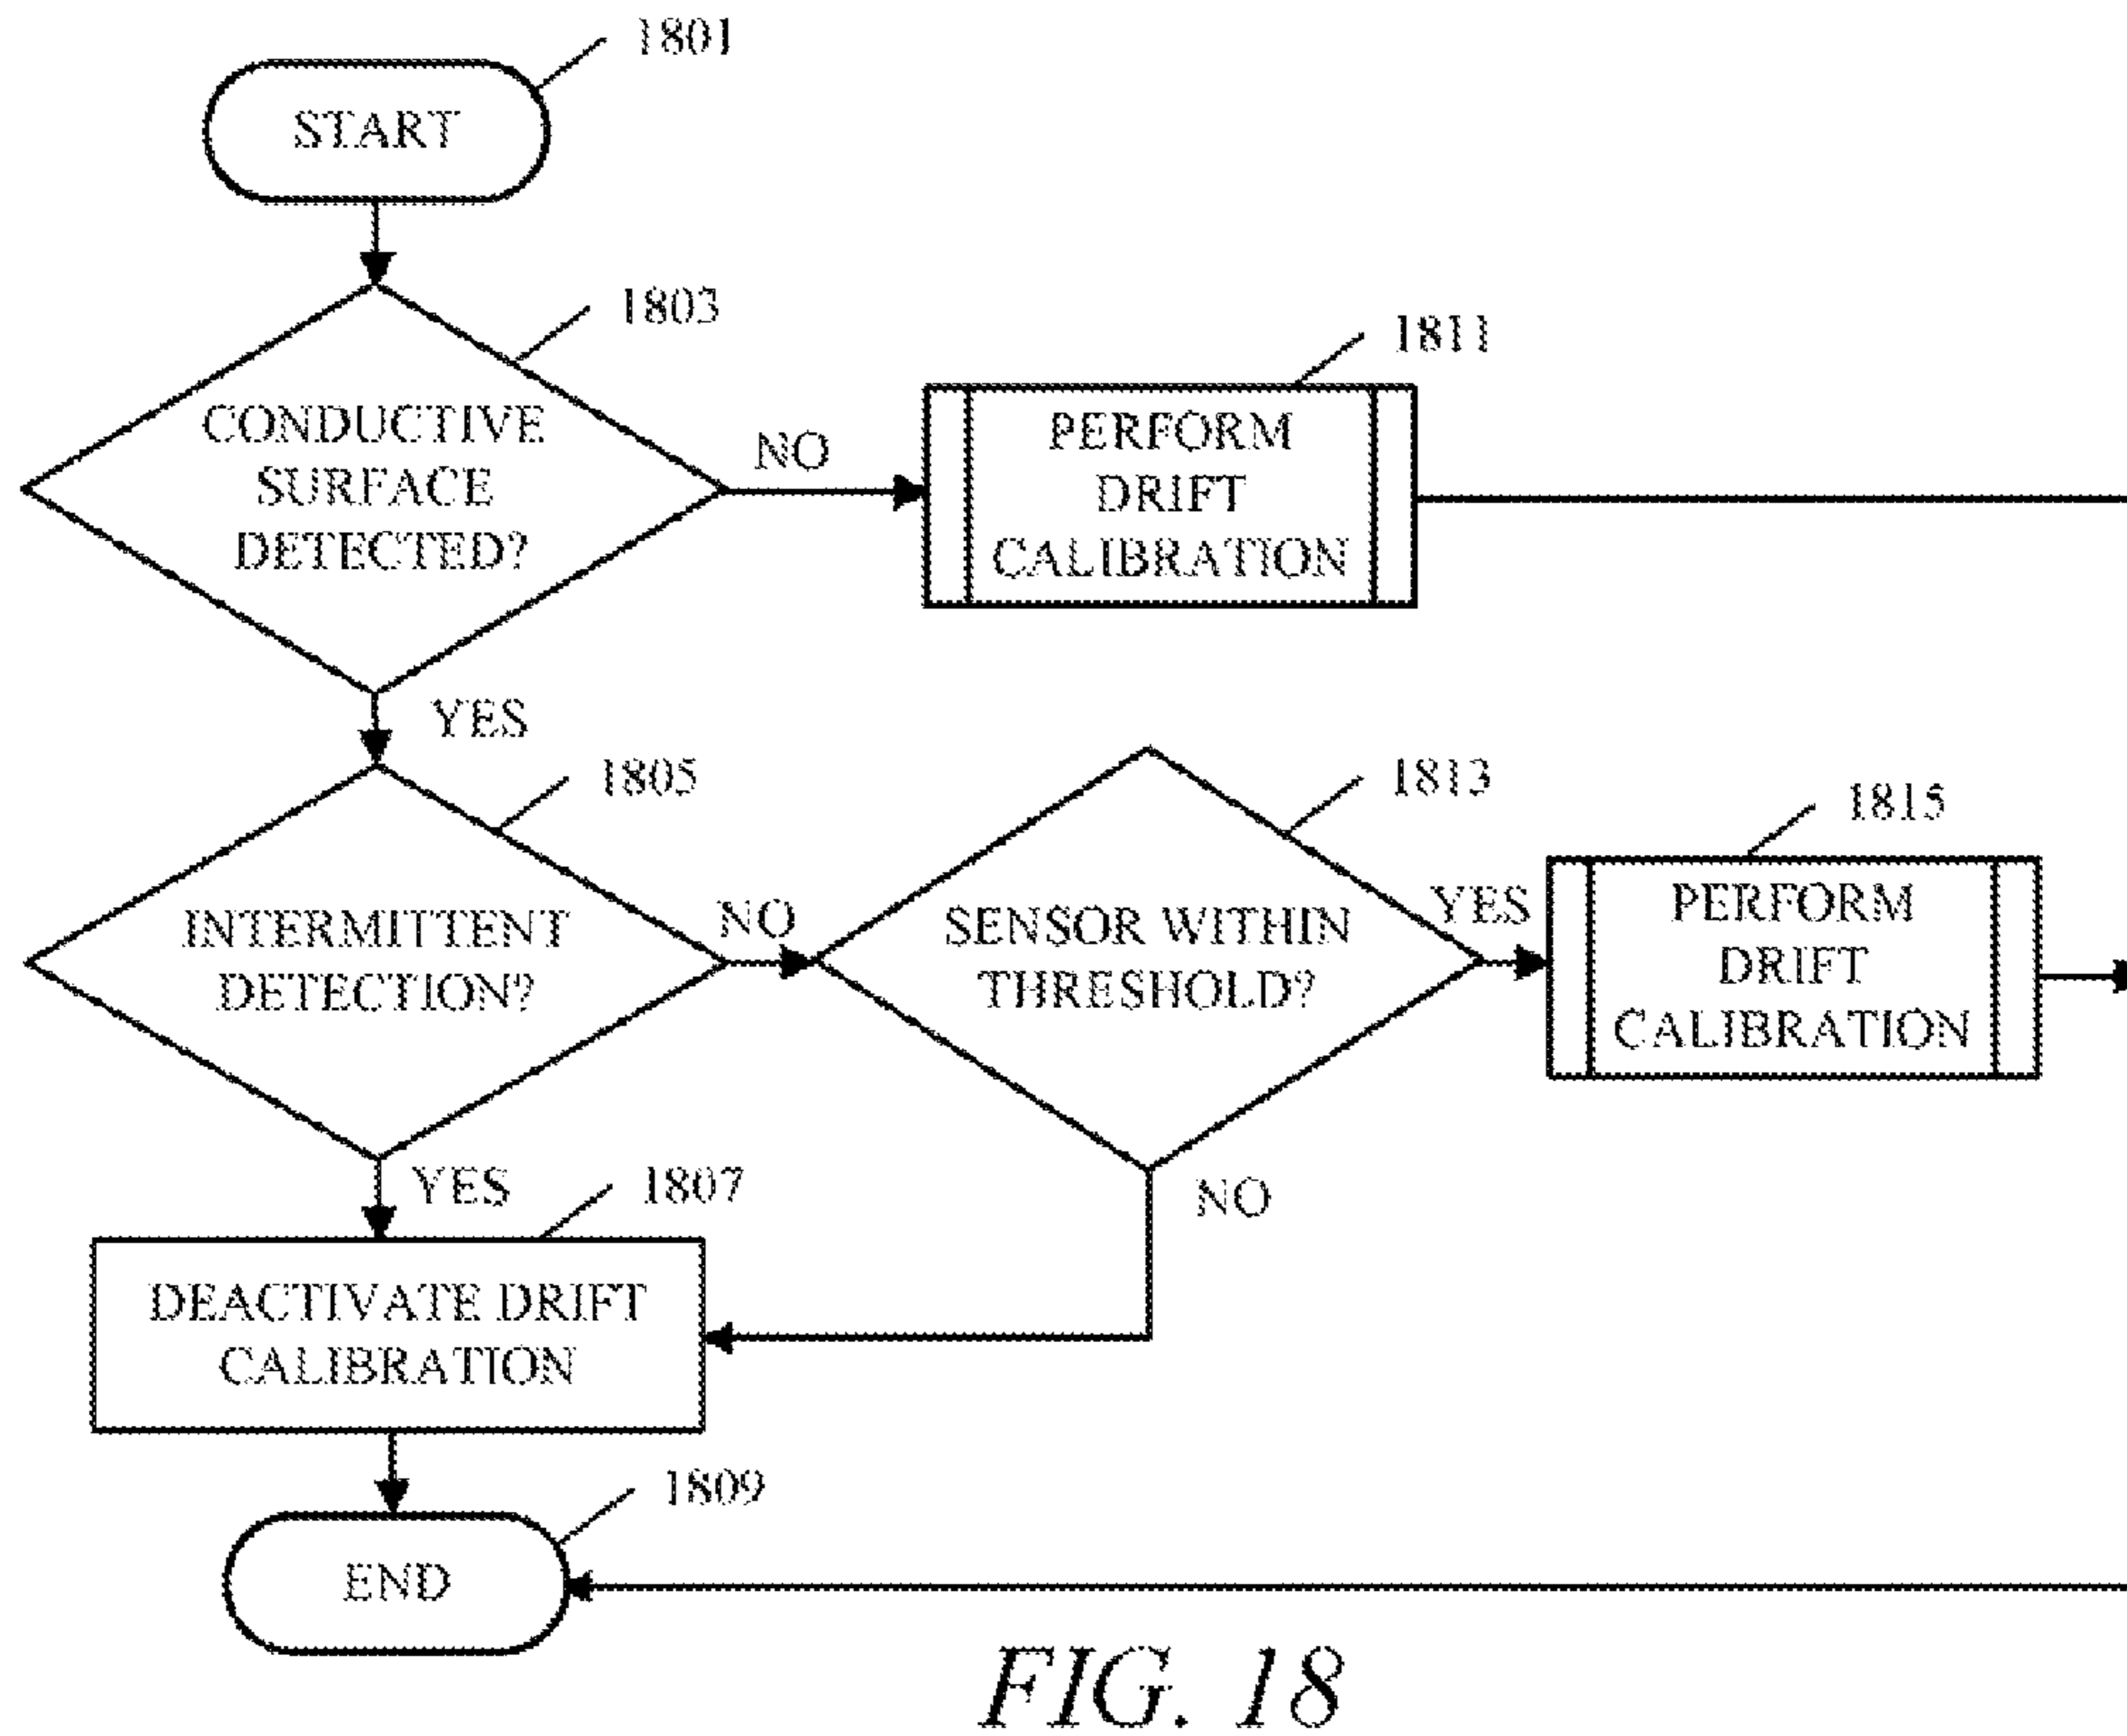 1801
START
1803
CONDUCTIVE
SURFACE
DETECTED?
NO
1811
PERFORM
DRIFT
CALIBRATION
YES
1805
INTERMITTENT
DETECTION?
NO
1813
SENSOR WITHIN
THRESHOLD?
YES
1815
PERFORM
DRIFT
CALIBRATION
YES
NO
1807
DEACTIVATE DRIFT
CALIBRATION
1809
END
FIG. 18